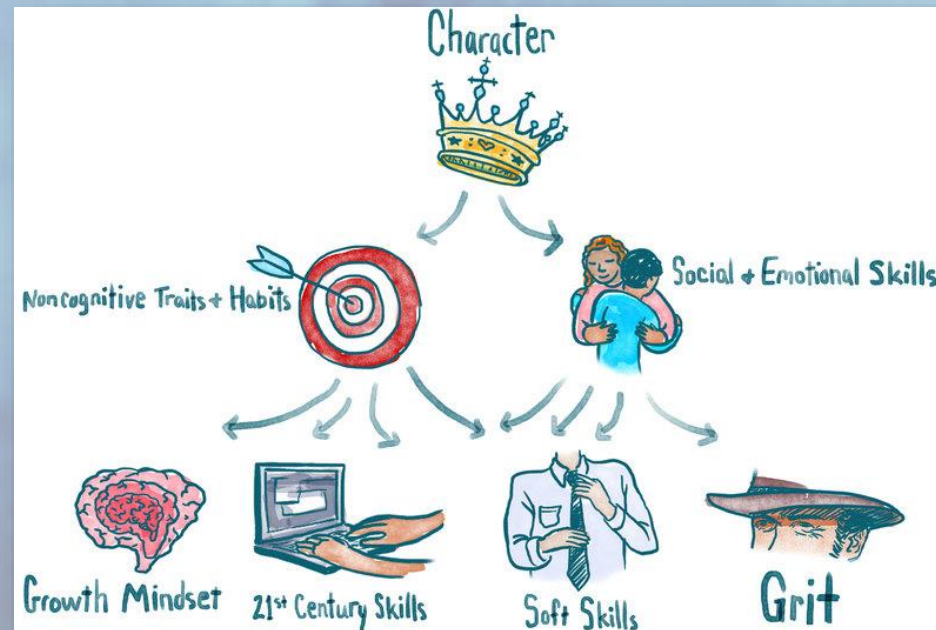 Character
Noncognitive Traits + Habits
Social + Emotional Skills
Growth Mindset
21st Century Skills
Soft Skills
Grit